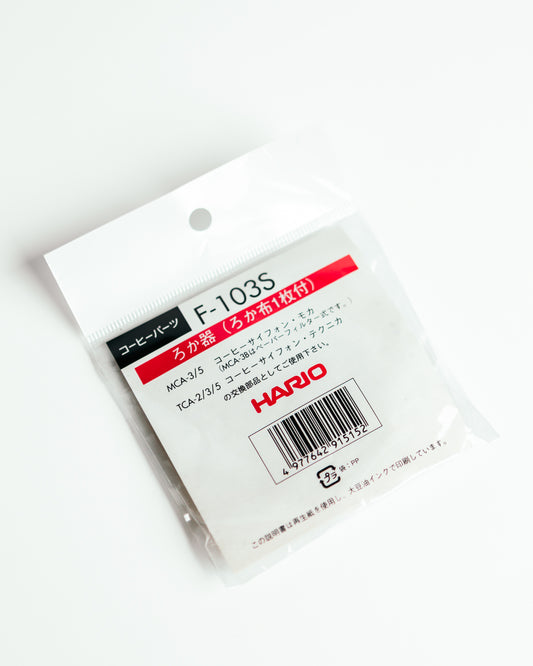 コーヒーパーツ F-103S
ろか器（ろか布1枚付）
MCA-3/5 コーヒーサイフォン・モカ
(MCA-3Bはペーパーフィルター式です。)
TCA-2/3/5 コーヒーサイフォン・テクニカ
の交換部品としてご使用下さい。
HARIO
4 977642 915152
プラ 袋：PP
この説明書は再生紙を使用し、大豆油インクで印刷しています。